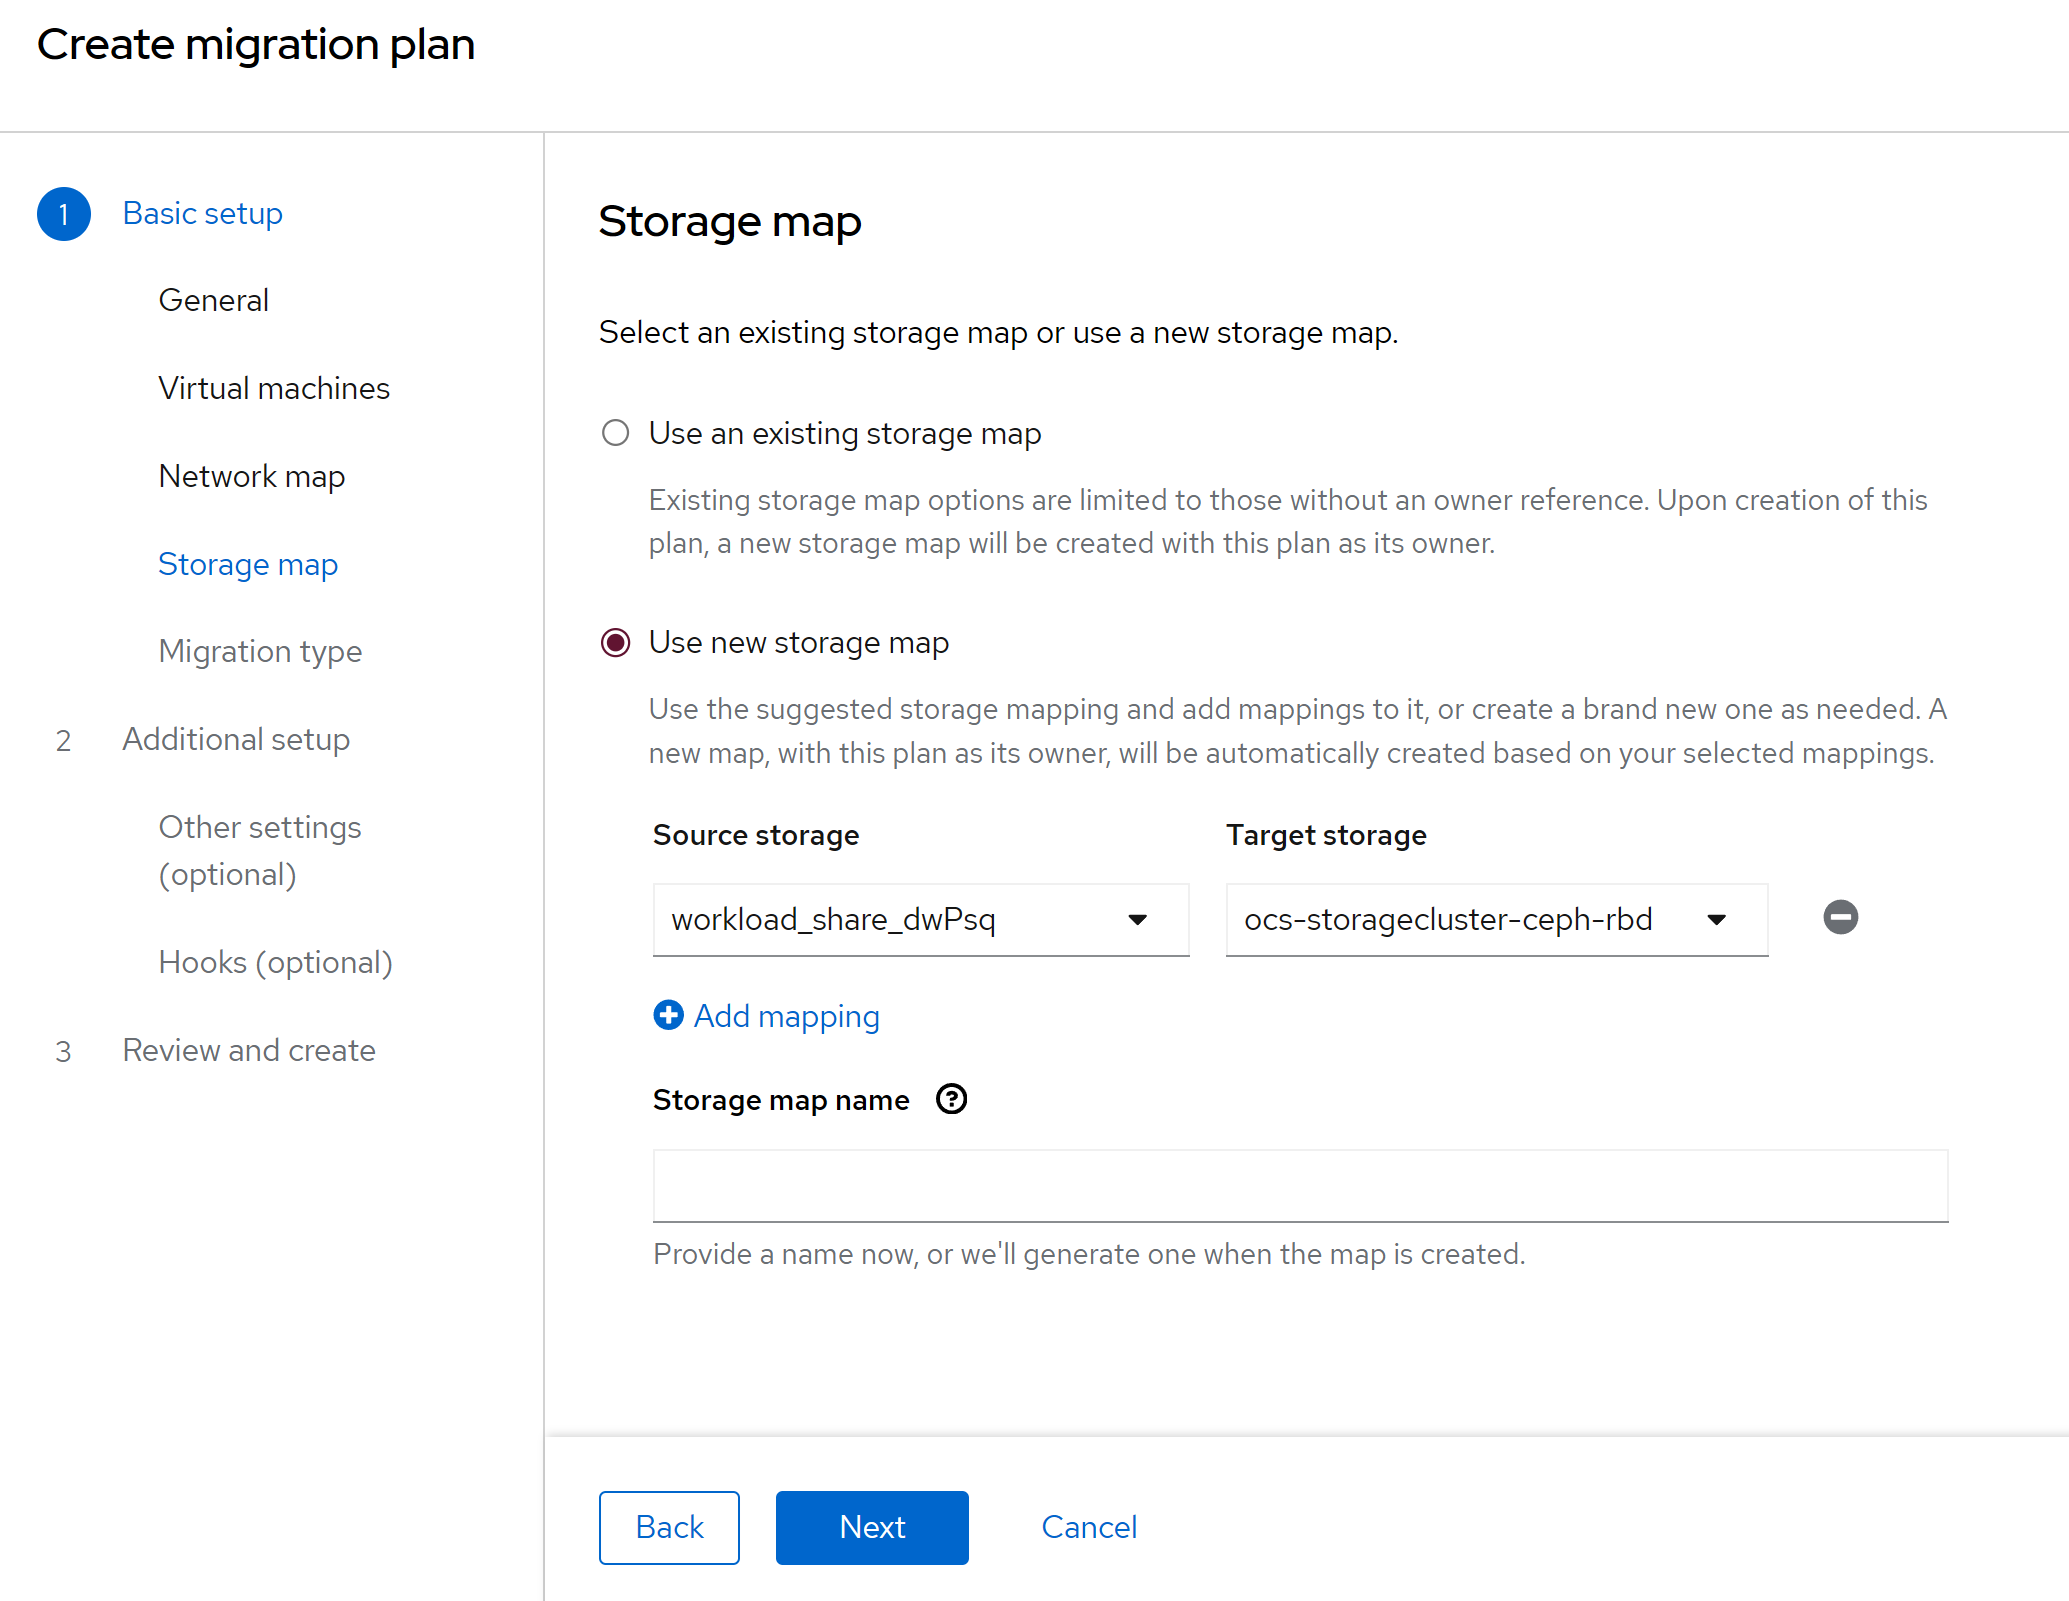 Create migration plan
1 Basic setup
General
Virtual machines
Network map
Storage map
Migration type
2 Additional setup
Other settings
(optional)
Hooks (optional)
3 Review and create
Storage map
Select an existing storage map or use a new storage map.
Use an existing storage map
Existing storage map options are limited to those without an owner reference. Upon creation of this
plan, a new storage map will be created with this plan as its owner.
Use new storage map
Use the suggested storage mapping and add mappings to it, or create a brand new one as needed. A
new map, with this plan as its owner, will be automatically created based on your selected mappings.
Source storage Target storage
workload_share_dwPsq ocs-storagecluster-ceph-rbd
Add mapping
Storage map name ?
Provide a name now, or we'll generate one when the map is created.
Back Next Cancel